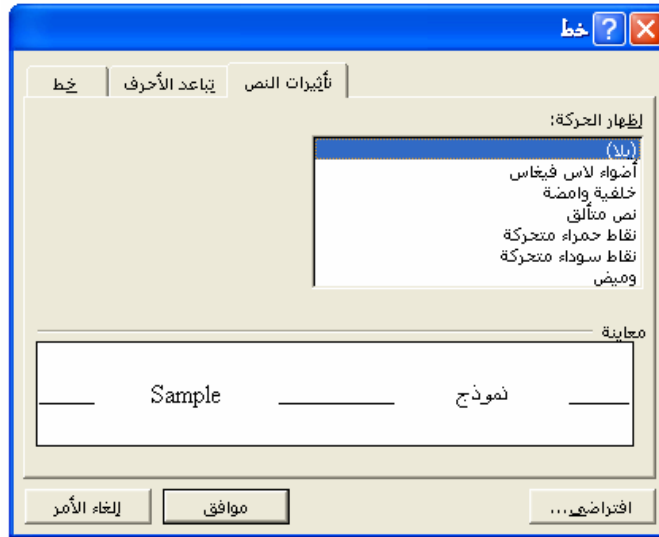 خط
خط تباعد الأحرف تأثيرات النص
إظهار الحركة:
(بلا)
أضواء لاس فيغاس
خلفية وامضة
نص متألق
نقاط حمراء متحركة
نقاط سوداء متحركة
وميض
معاينة
نموذج Sample
افتراضي... موافق إلغاء الأمر